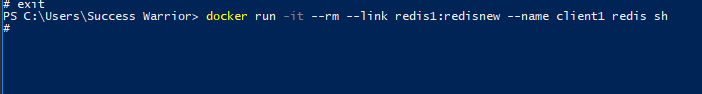 # exit
PS C:\Users\Success Warrior> docker run -it --rm --link redis1:redisnew --name client1 redis sh
#